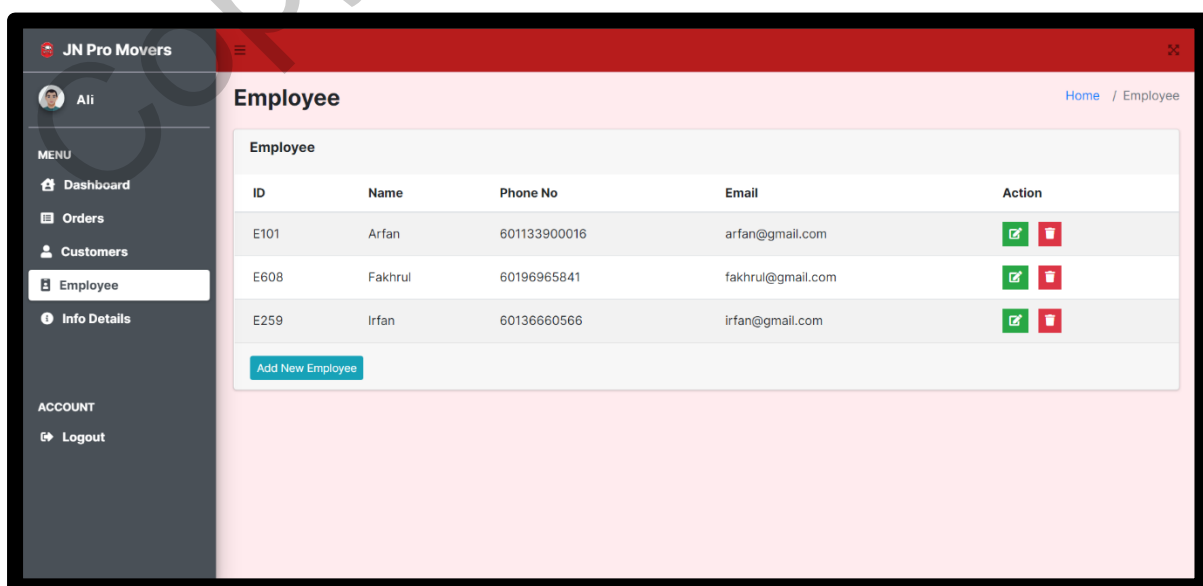 JN Pro Movers
Ali
Employee
Home / Employee
MENU
Dashboard
Orders
Customers
Employee
Info Details
ACCOUNT
Logout
Employee
ID Name Phone No Email Action
E101 Arfan 601133900016 arfan@gmail.com
E608 Fakhrul 60196965841 fakhrul@gmail.com
E259 Irfan 60136660566 irfan@gmail.com
Add New Employee